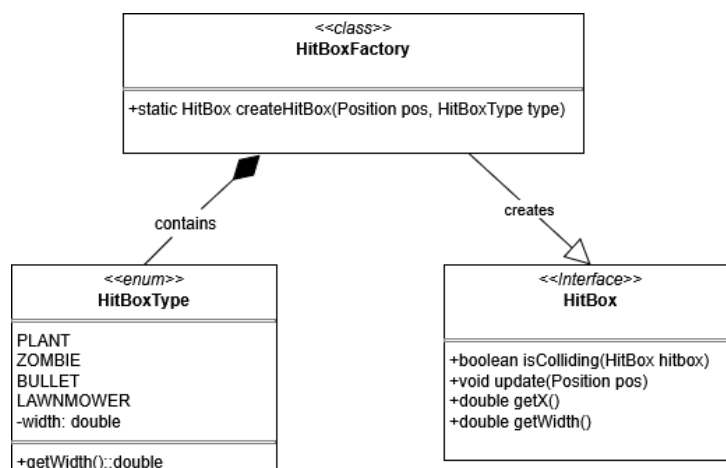 <<class>>
HitBoxFactory
+static HitBox createHitBox(Position pos, HitBoxType type)
contains
creates
<<enum>>
HitBoxType
PLANT
ZOMBIE
BULLET
LAWNMOWER
-width: double
+getWidth()::double
<<Interface>>
HitBox
+boolean isColliding(HitBox hitbox)
+void update(Position pos)
+double getX()
+double getWidth()